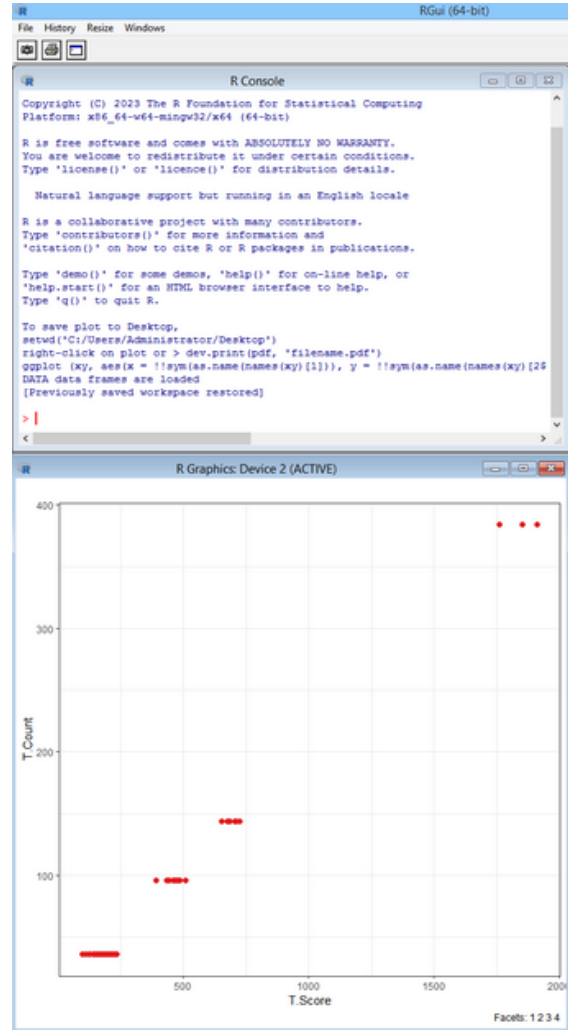 RGui (64-bit)
File History Resize Windows
R Console
Copyright (C) 2023 The R Foundation for Statistical Computing
Platform: x86_64-w64-mingw32/x64 (64-bit)
R is free software and comes with ABSOLUTELY NO WARRANTY.
You are welcome to redistribute it under certain conditions.
Type 'license()' or 'licence()' for distribution details.
Natural language support but running in an English locale
R is a collaborative project with many contributors.
Type 'contributors()' for more information and
'citation()' on how to cite R or R packages in publications.
Type 'demo()' for some demos, 'help()' for on-line help, or
'help.start()' for an HTML browser interface to help.
Type 'q()' to quit R.
To save plot to Desktop,
setwd("C:/Users/Administrator/Desktop")
right-click on plot or > dev.print(pdf, "filename.pdf")
ggplot (xy, aes(x = !!sym(as.name(names(xy)[1])), y = !!sym(as.name(names(xy)[2$
DATA data frames are loaded
[Previously saved workspace restored]
>
R Graphics: Device 2 (ACTIVE)
400
300
200
100
T.Count
500 1000 1500 200
T.Score
Facets: 1 2 3 4